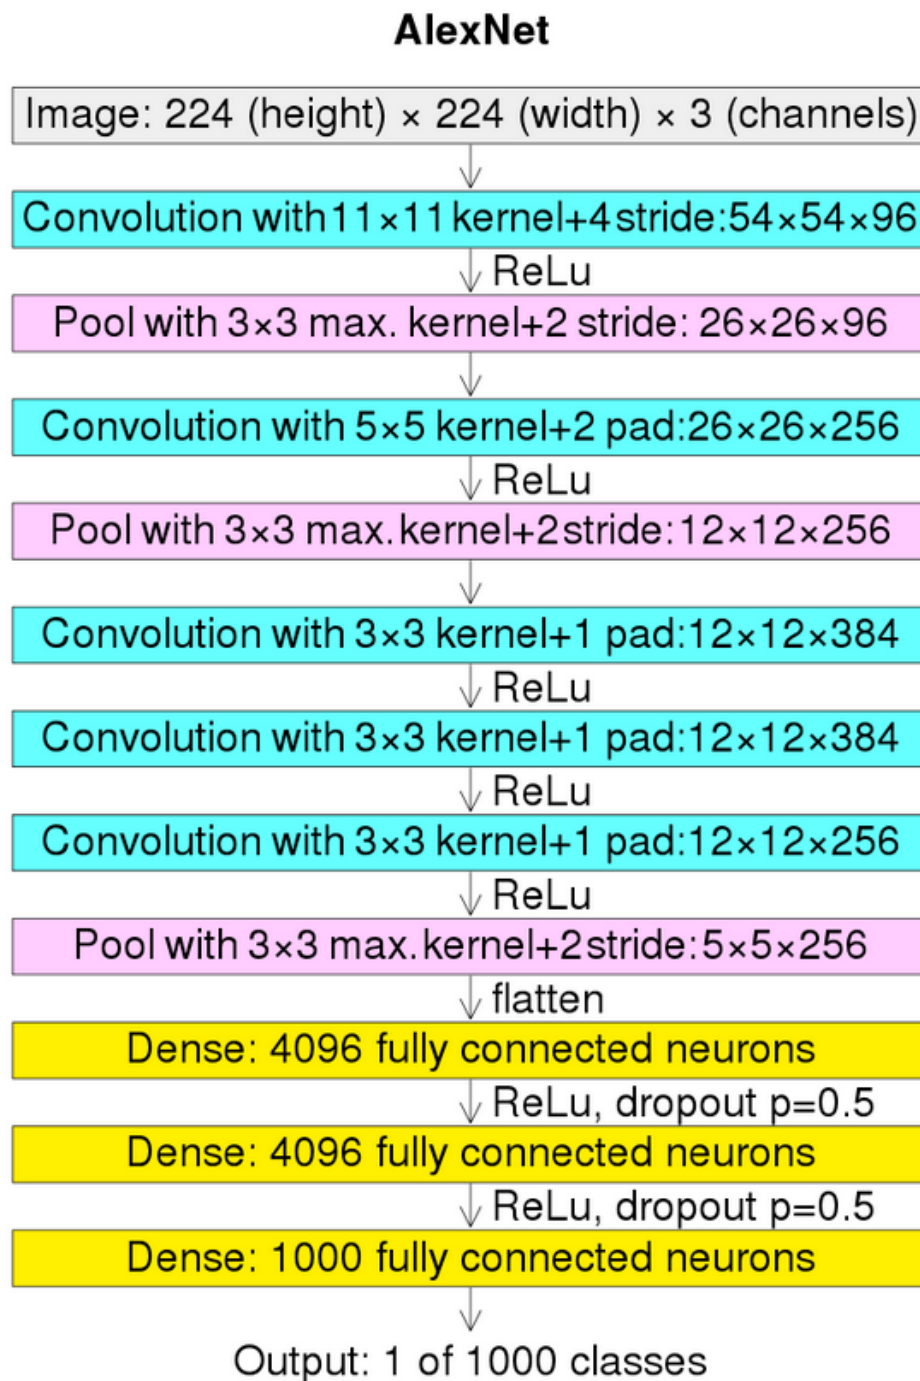 AlexNet
Image: 224 (height) × 224 (width) × 3 (channels)
Convolution with 11×11 kernel+4 stride:54×54×96
ReLu
Pool with 3×3 max. kernel+2 stride: 26×26×96
Convolution with 5×5 kernel+2 pad:26×26×256
ReLu
Pool with 3×3 max.kernel+2stride:12×12×256
Convolution with 3×3 kernel+1 pad:12×12×384
ReLu
Convolution with 3×3 kernel+1 pad:12×12×384
ReLu
Convolution with 3×3 kernel+1 pad:12×12×256
ReLu
Pool with 3×3 max.kernel+2stride:5×5×256
flatten
Dense: 4096 fully connected neurons
ReLu, dropout p=0.5
Dense: 4096 fully connected neurons
ReLu, dropout p=0.5
Dense: 1000 fully connected neurons
Output: 1 of 1000 classes